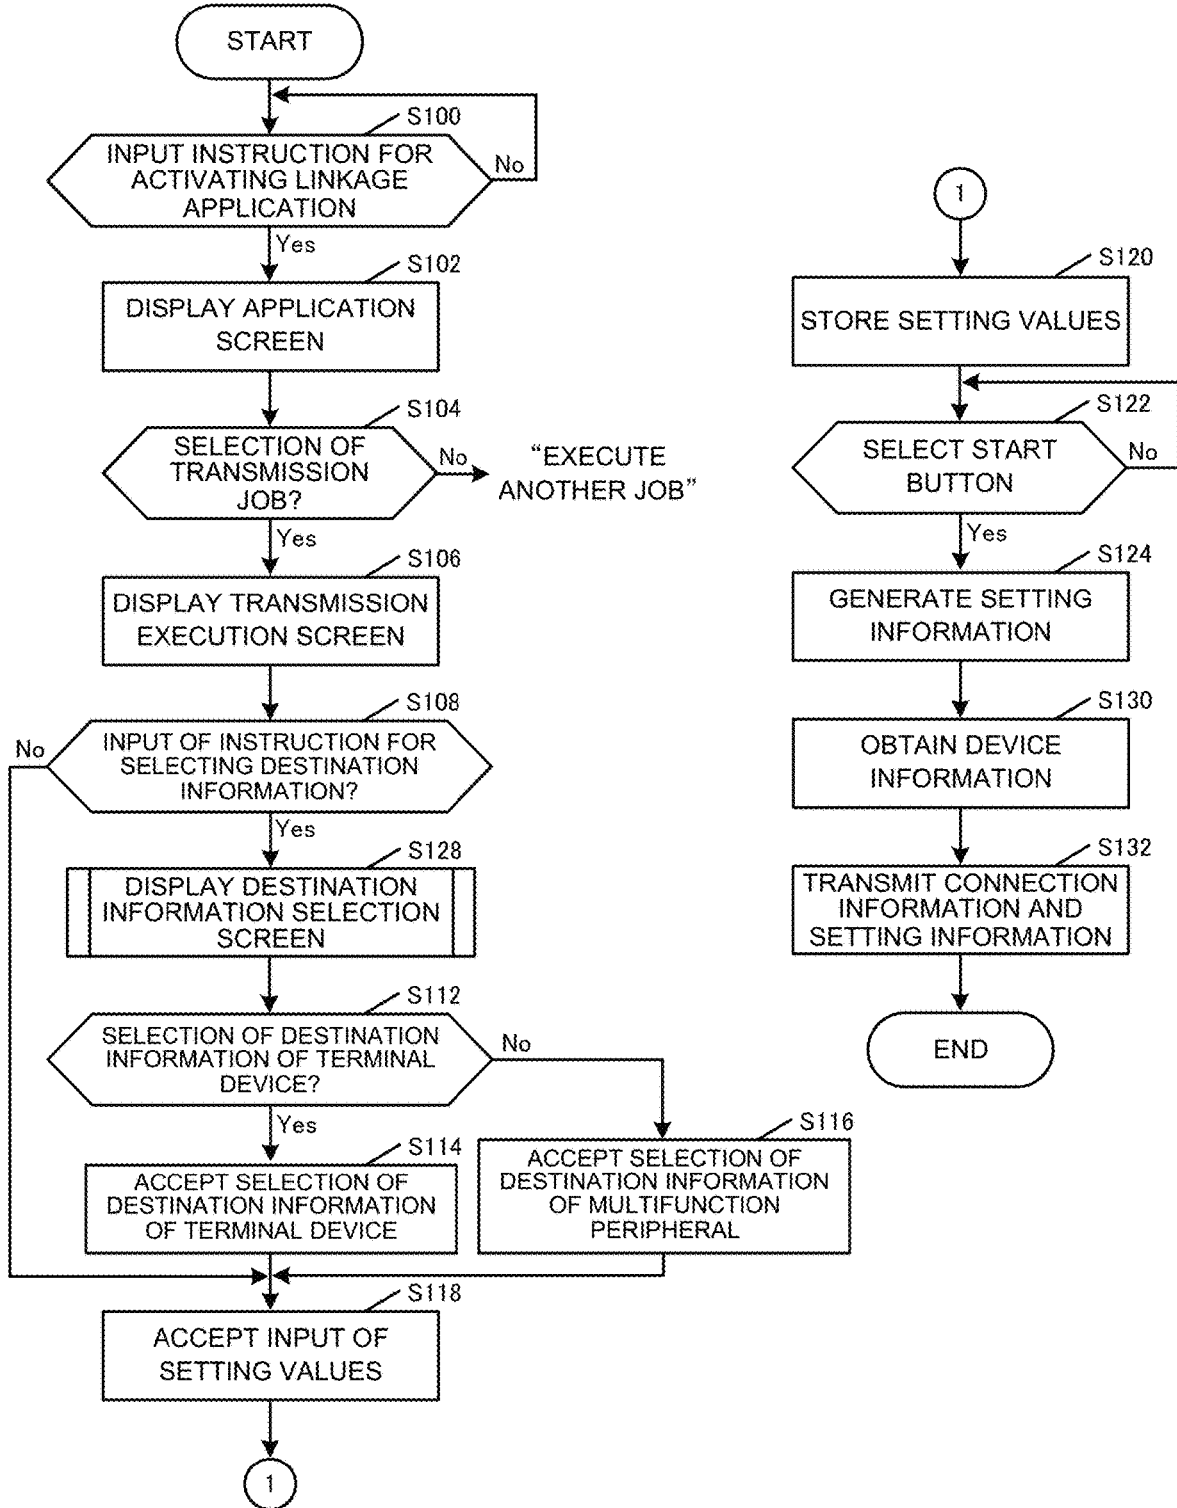 START
S100
INPUT INSTRUCTION FOR
ACTIVATING LINKAGE
APPLICATION
No
Yes
S102
DISPLAY APPLICATION
SCREEN
S104
SELECTION OF
TRANSMISSION
JOB?
No
"EXECUTE
ANOTHER JOB"
Yes
S106
DISPLAY TRANSMISSION
EXECUTION SCREEN
S108
No
INPUT OF INSTRUCTION FOR
SELECTING DESTINATION
INFORMATION?
Yes
S128
DISPLAY DESTINATION
INFORMATION SELECTION
SCREEN
S112
SELECTION OF DESTINATION
INFORMATION OF TERMINAL
DEVICE?
No
Yes
S114
ACCEPT SELECTION OF
DESTINATION INFORMATION
OF TERMINAL DEVICE
S116
ACCEPT SELECTION OF
DESTINATION INFORMATION
OF MULTIFUNCTION
PERIPHERAL
S118
ACCEPT INPUT OF
SETTING VALUES
1
1
S120
STORE SETTING VALUES
S122
SELECT START
BUTTON
No
Yes
S124
GENERATE SETTING
INFORMATION
S130
OBTAIN DEVICE
INFORMATION
S132
TRANSMIT CONNECTION
INFORMATION AND
SETTING INFORMATION
END